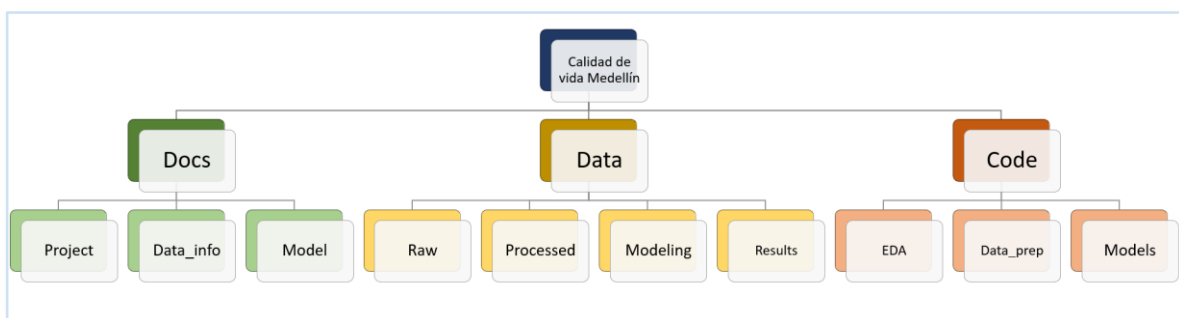 Calidad de
vida Medellín
Docs
Data
Code
Project
Data_info
Model
Raw
Processed
Modeling
Results
EDA
Data_prep
Models